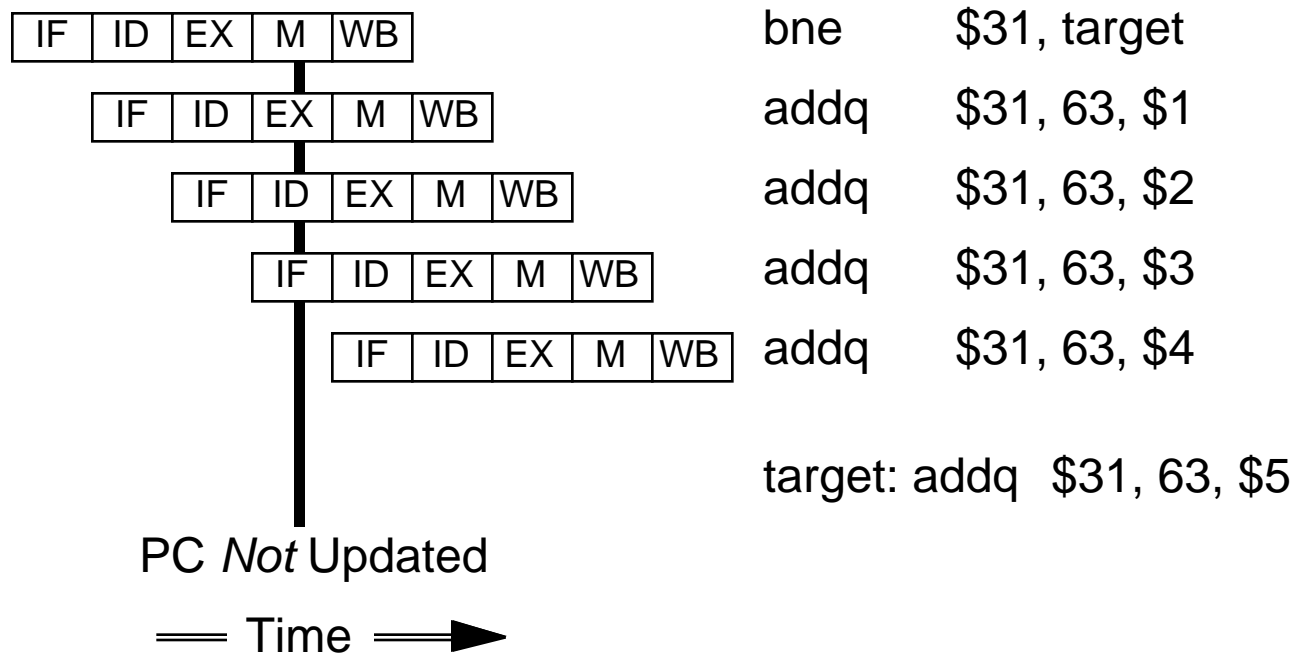 IF ID EX M WB bne $31, target
IF ID EX M WB addq $31, 63, $1
IF ID EX M WB addq $31, 63, $2
IF ID EX M WB addq $31, 63, $3
IF ID EX M WB addq $31, 63, $4
target: addq $31, 63, $5
PC Not Updated
Time